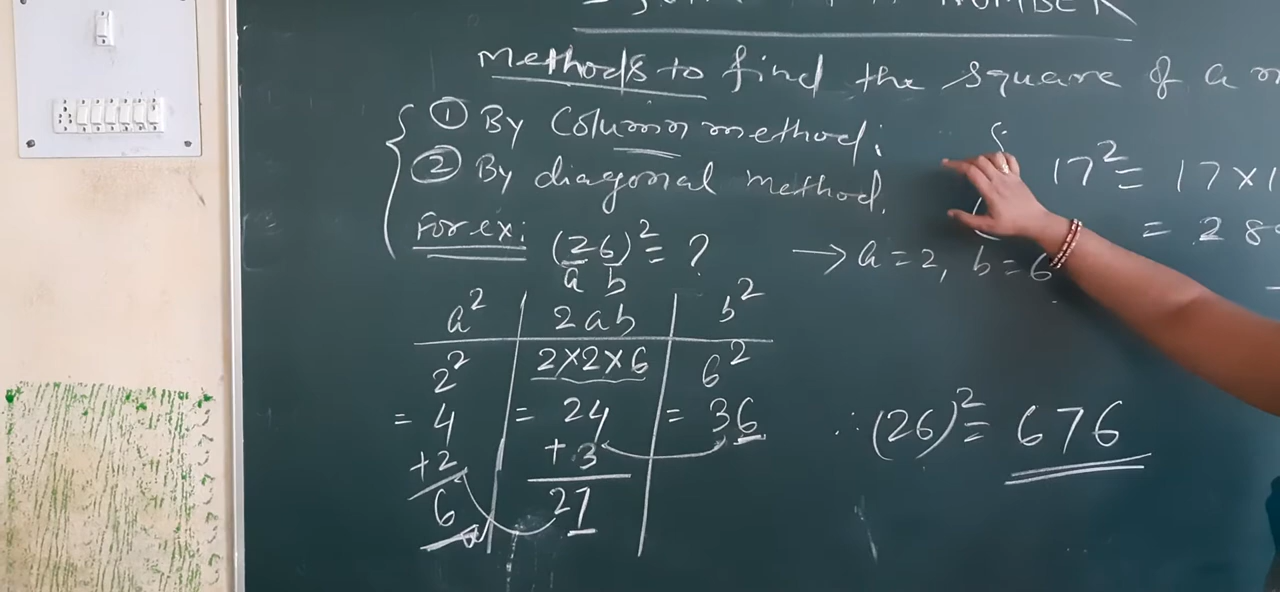 NUMBER
Methods to find the square of a
① By Column method:
② By diagonal method.
For ex: (26)² = ?
a b
→ a = 2, b = 6
17² = 17 × 1
= 28
a² 2ab b²
2² 2×2×6 6²
= 4 = 24 = 36
+2 +3
6 27
∴ (26)² = 676